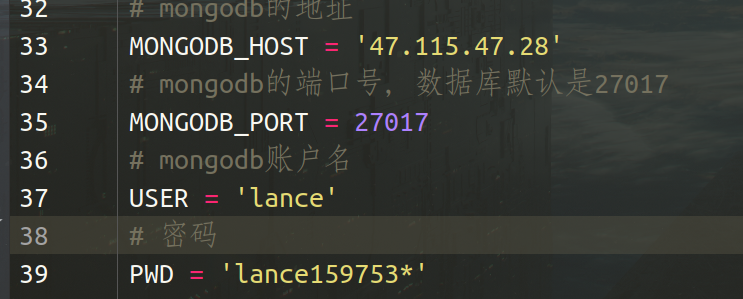 32 # mongodb的地址
33 MONGODB_HOST = '47.115.47.28'
34 # mongodb的端口号, 数据库默认是27017
35 MONGODB_PORT = 27017
36 # mongodb账户名
37 USER = 'lance'
38 # 密码
39 PWD = 'lance159753*'